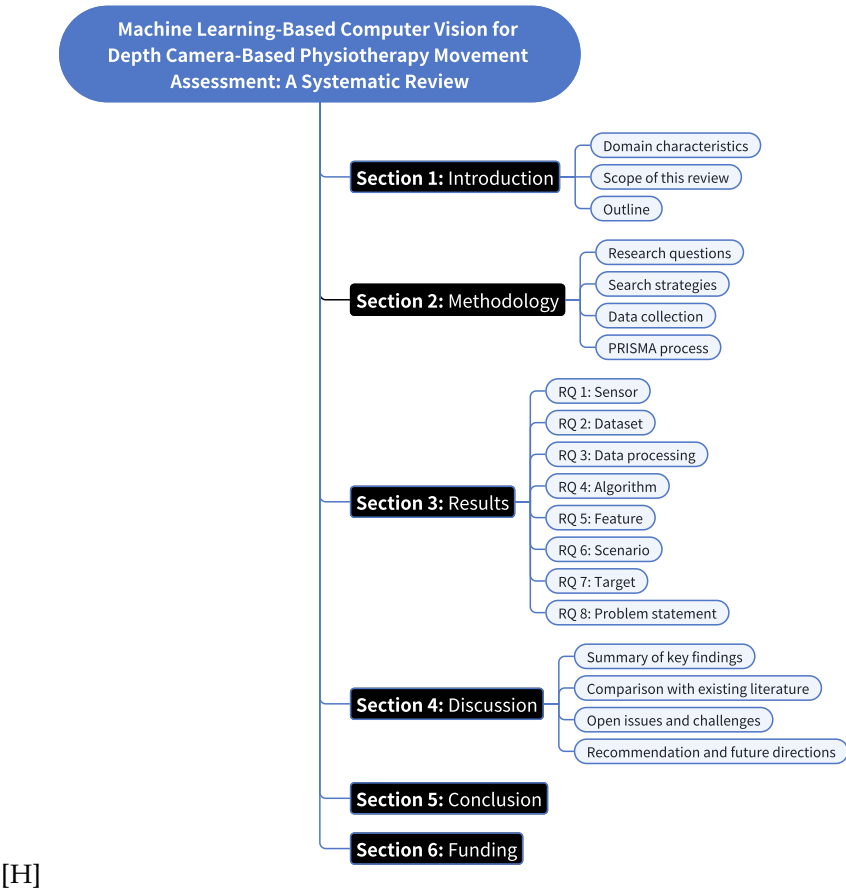 Machine Learning-Based Computer Vision for
Depth Camera-Based Physiotherapy Movement
Assessment: A Systematic Review
Section 1: Introduction
Domain characteristics
Scope of this review
Outline
Section 2: Methodology
Research questions
Search strategies
Data collection
PRISMA process
Section 3: Results
RQ 1: Sensor
RQ 2: Dataset
RQ 3: Data processing
RQ 4: Algorithm
RQ 5: Feature
RQ 6: Scenario
RQ 7: Target
RQ 8: Problem statement
Section 4: Discussion
Summary of key findings
Comparison with existing literature
Open issues and challenges
Recommendation and future directions
Section 5: Conclusion
Section 6: Funding
[H]